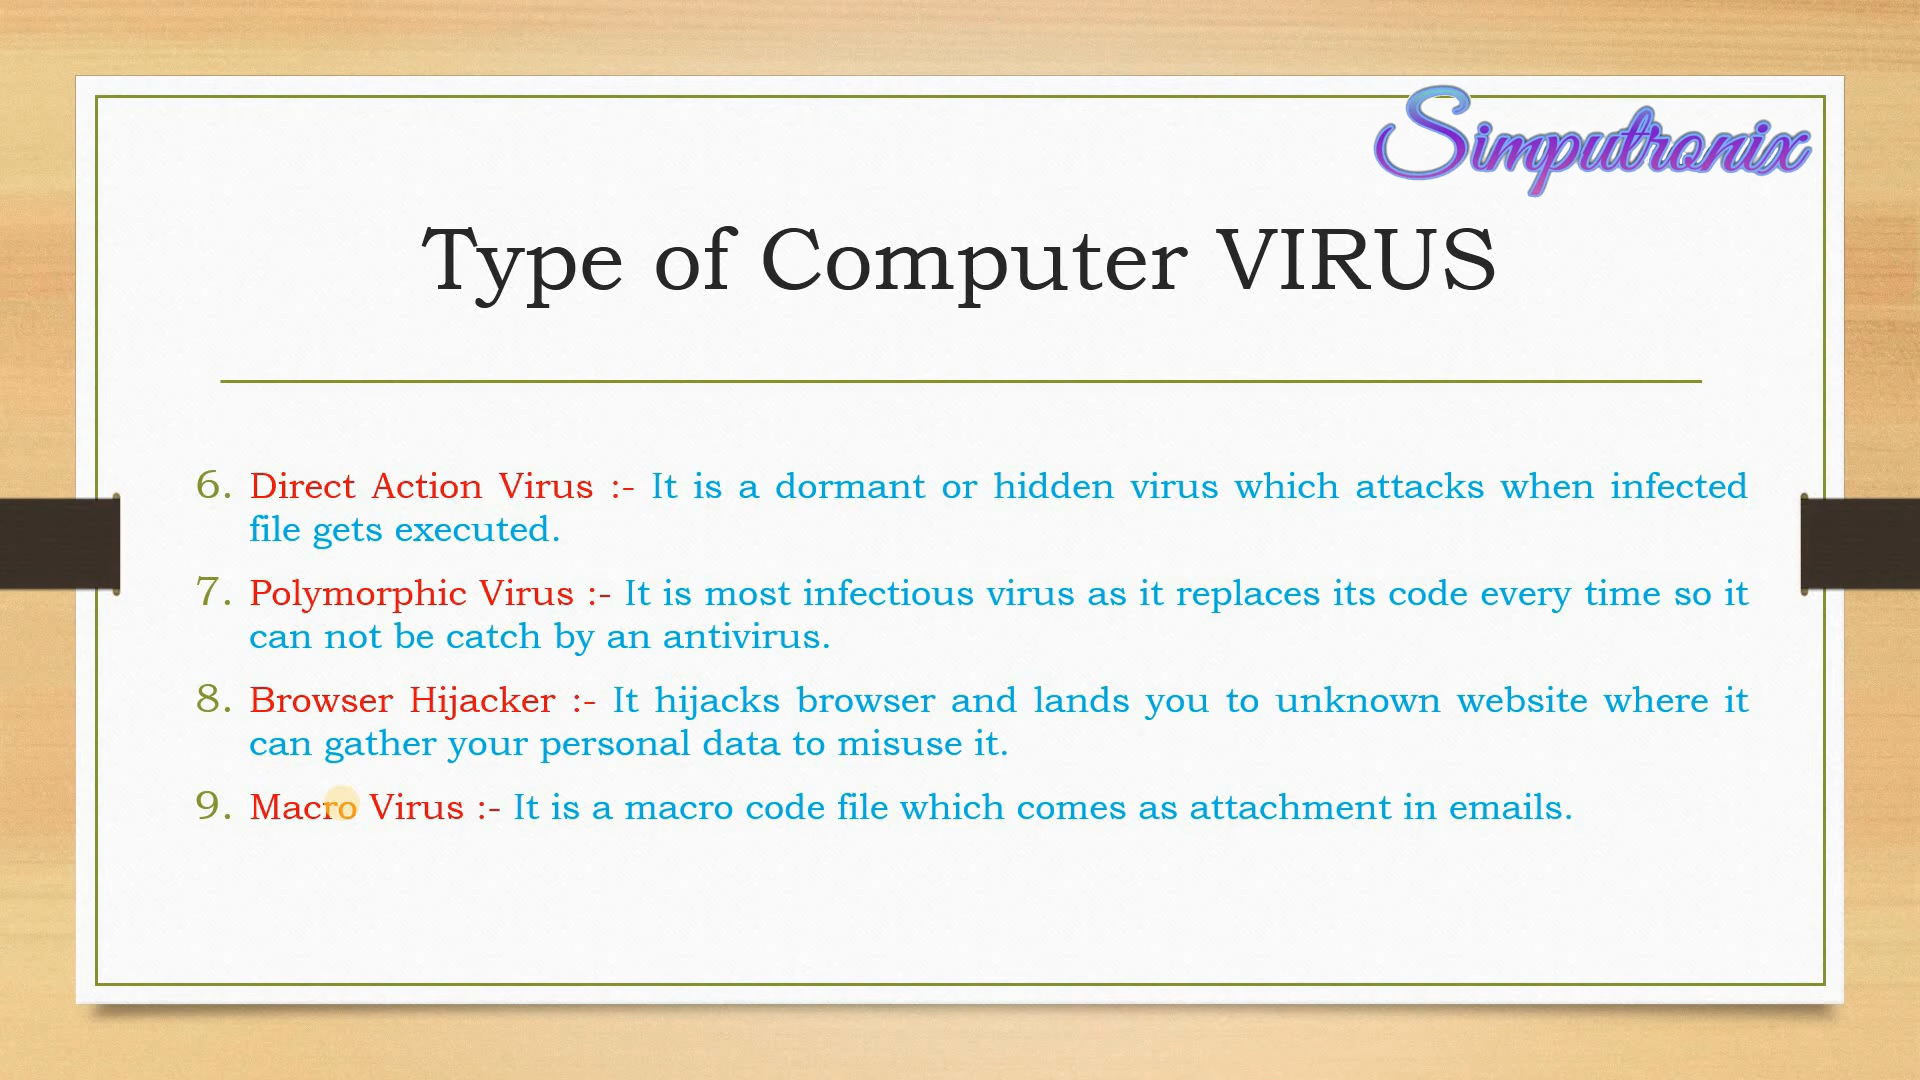 Simputronix
Type of Computer VIRUS
6. Direct Action Virus :- It is a dormant or hidden virus which attacks when infected
file gets executed.
7. Polymorphic Virus :- It is most infectious virus as it replaces its code every time so it
can not be catch by an antivirus.
8. Browser Hijacker :- It hijacks browser and lands you to unknown website where it
can gather your personal data to misuse it.
9. Macro Virus :- It is a macro code file which comes as attachment in emails.